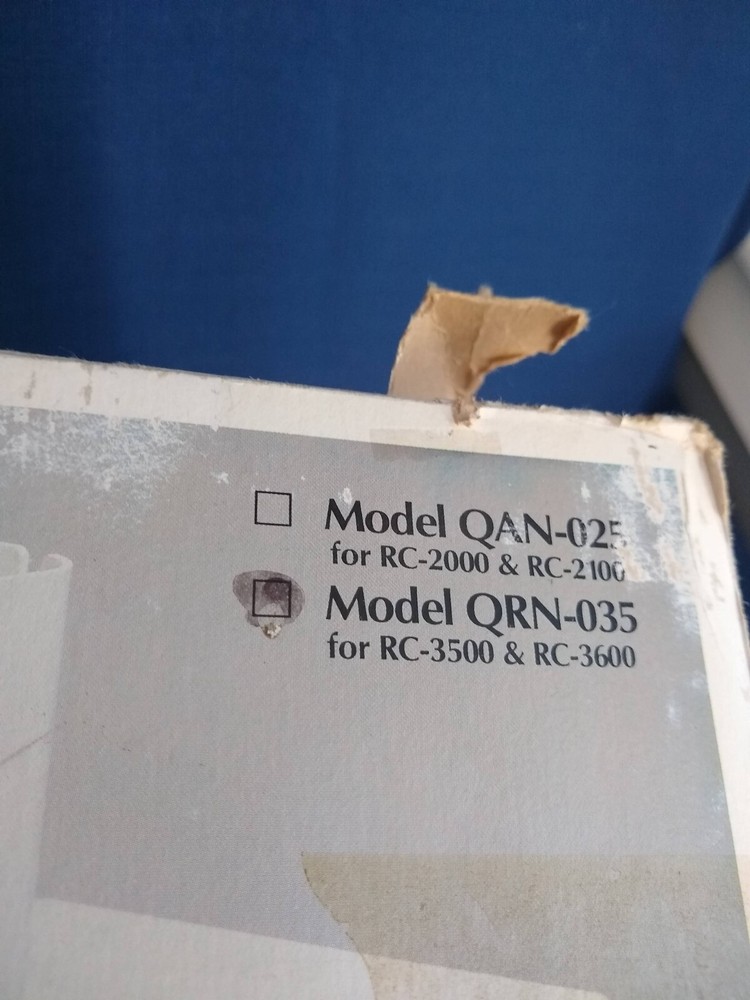 Model QAN-025
for RC-2000 & RC-2100
Model QRN-035
for RC-3500 & RC-3600